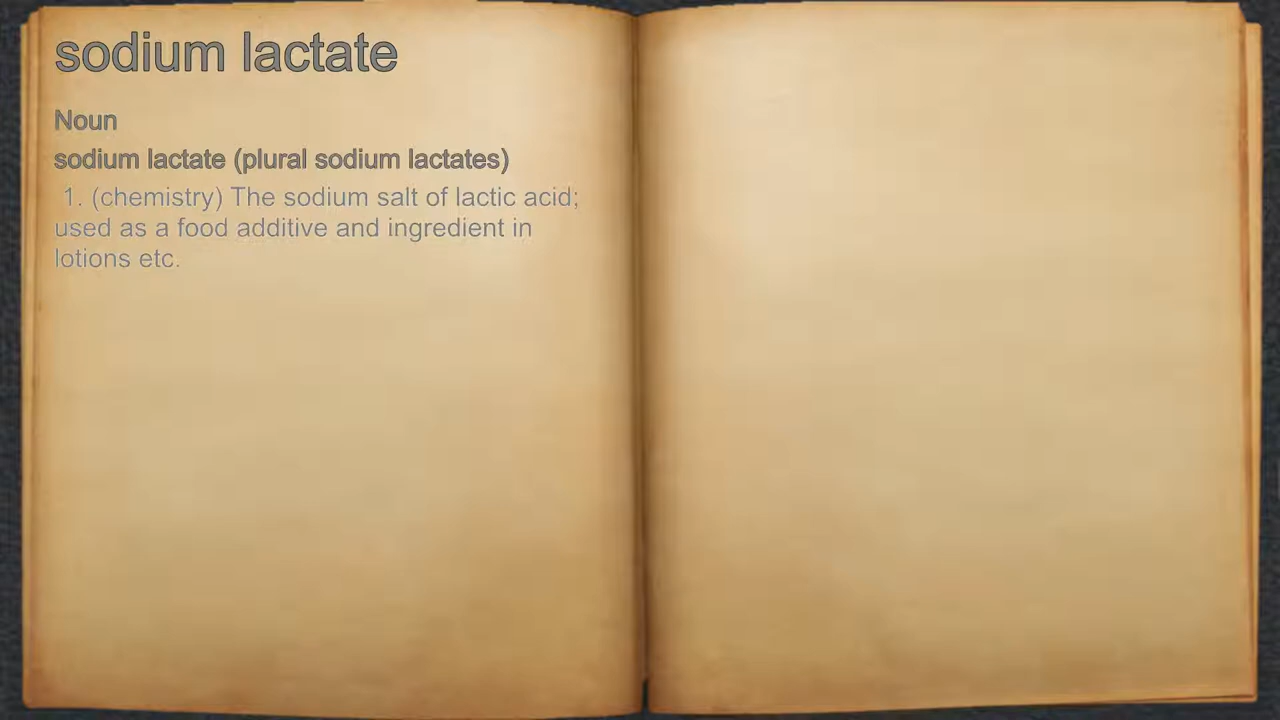 sodium lactate
Noun
sodium lactate (plural sodium lactates)
1. (chemistry) The sodium salt of lactic acid;
used as a food additive and ingredient in
lotions etc.